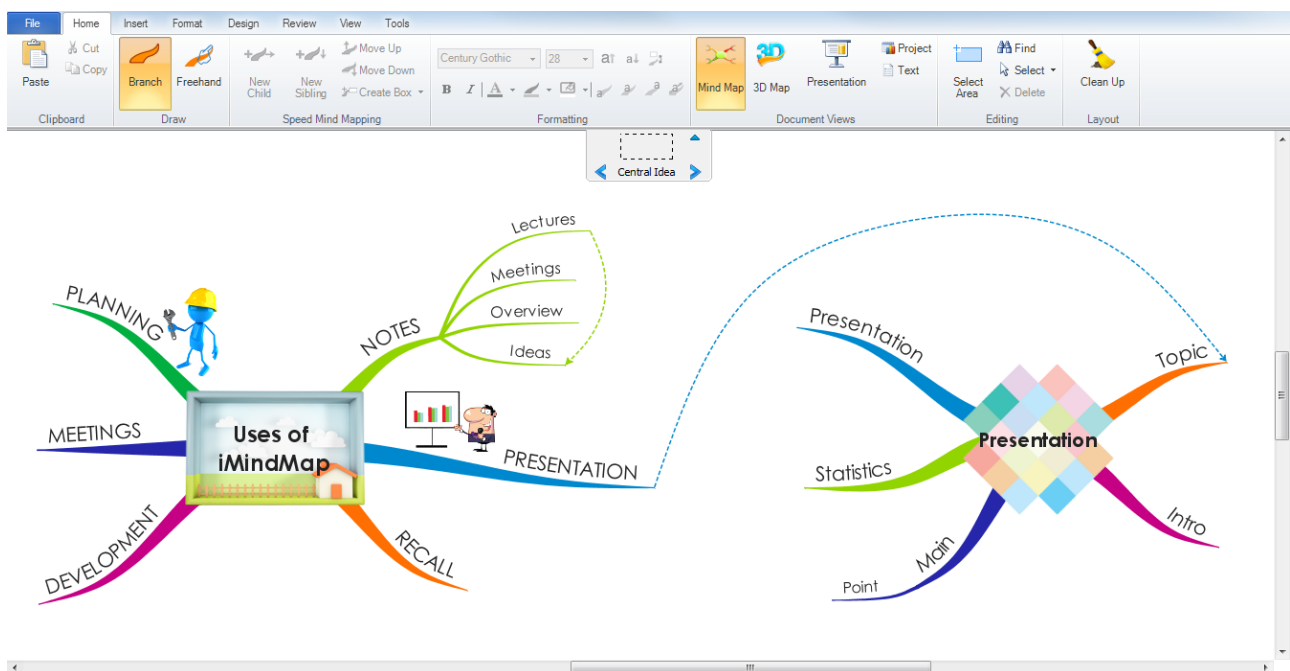 File Home Insert Format Design Review View Tools
Paste
Cut
Copy
Clipboard
Branch
Freehand
Draw
New
Child
New
Sibling
Move Up
Move Down
Create Box
Speed Mind Mapping
Century Gothic
28
B I A
Formatting
Mind Map
3D
3D Map
Presentation
Project
Text
Document Views
Select
Area
Find
Select
Delete
Editing
Clean Up
Layout
Central Idea
Lectures
Meetings
Overview
Ideas
NOTES
PLANNING
MEETINGS
DEVELOPMENT
Uses of
iMindMap
PRESENTATION
RECALL
Presentation
Topic
Presentation
Statistics
Intro
Main
Point